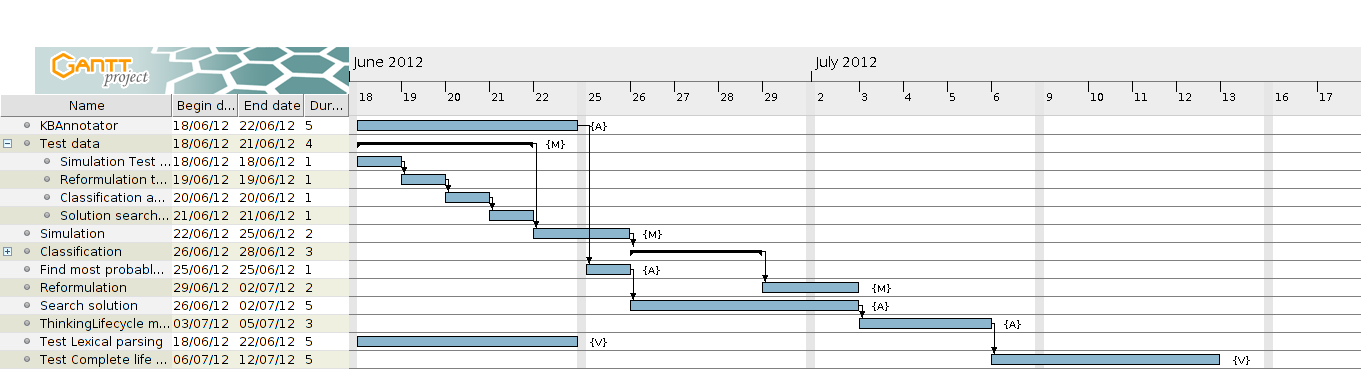 GANTT
project
June 2012
July 2012
Name Begin d... End date Dur...
18 19 20 21 22 25 26 27 28 29 2 3 4 5 6 9 10 11 12 13 16 17
KBAnnotator 18/06/12 22/06/12 5 {A}
Test data 18/06/12 21/06/12 4 {M}
Simulation Test ... 18/06/12 18/06/12 1
Reformulation t... 19/06/12 19/06/12 1
Classification a... 20/06/12 20/06/12 1
Solution search... 21/06/12 21/06/12 1
Simulation 22/06/12 25/06/12 2 {M}
Classification 26/06/12 28/06/12 3
Find most probabl... 25/06/12 25/06/12 1 {A}
Reformulation 29/06/12 02/07/12 2 {M}
Search solution 26/06/12 02/07/12 5 {A}
ThinkingLifecycle m... 03/07/12 05/07/12 3 {A}
Test Lexical parsing 18/06/12 22/06/12 5 {V}
Test Complete life ... 06/07/12 12/07/12 5 {V}